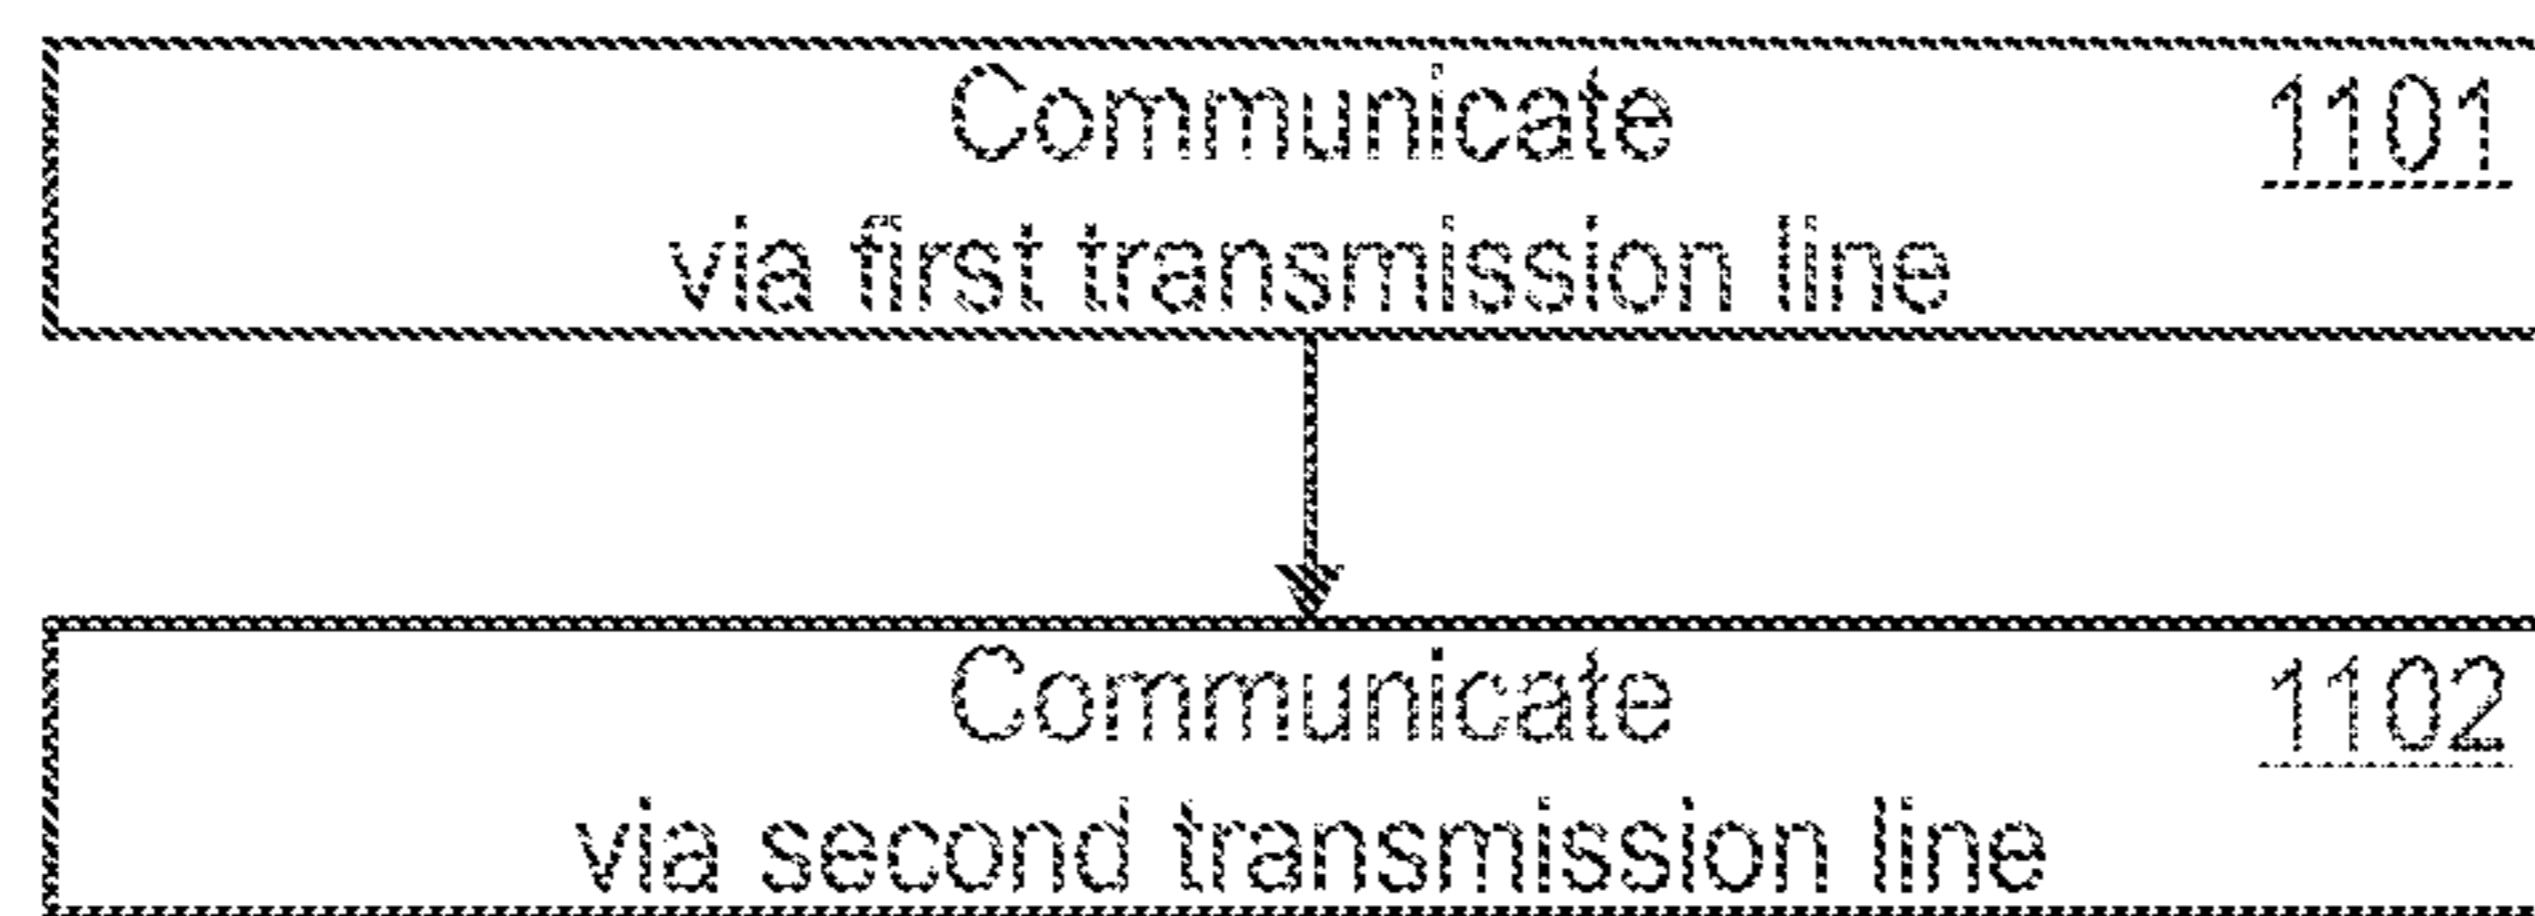 Communicate 1101
via first transmission line
Communicate 1102
via second transmission line